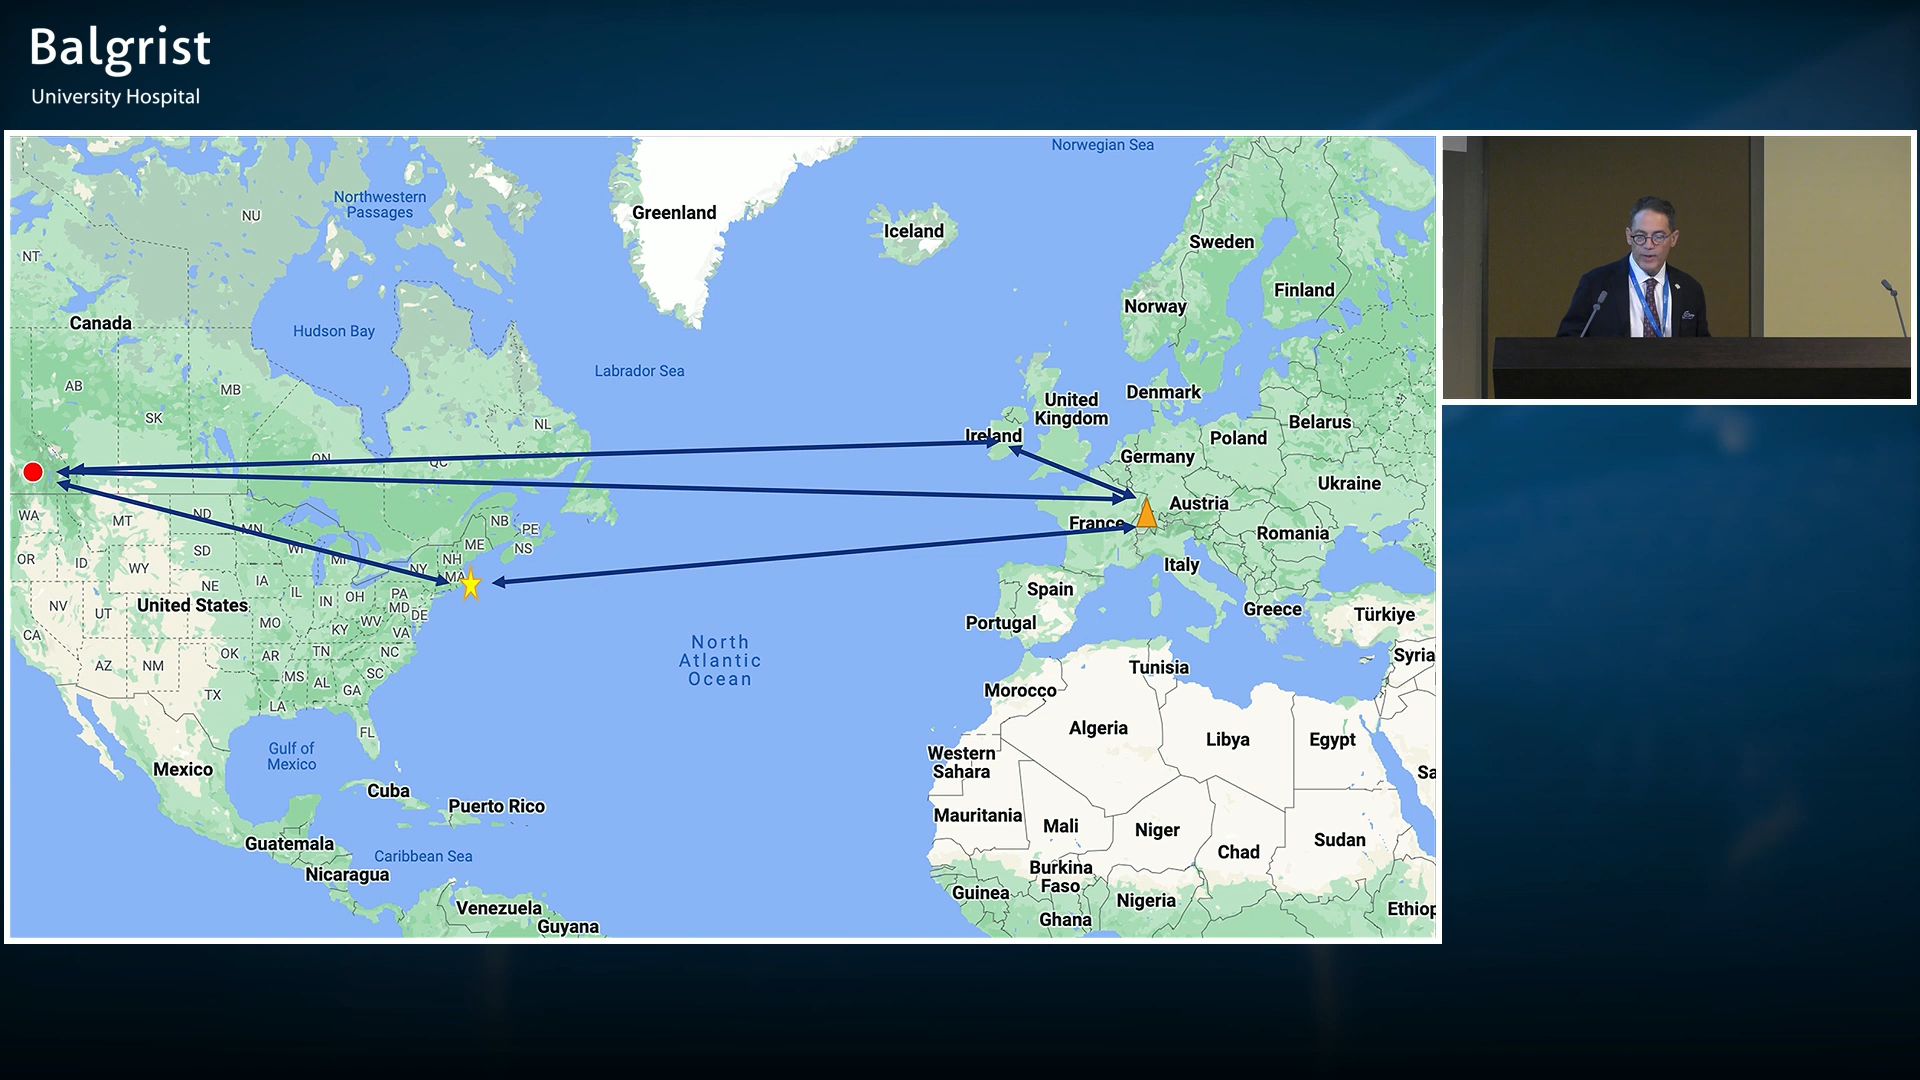 Balgrist
University Hospital
Norwegian Sea
Northwestern
Passages
NU
Greenland
Iceland
Sweden
NT
Finland
Norway
Canada
Hudson Bay
Labrador Sea
AB
MB
SK
Denmark
United
Kingdom
NL
Belarus
Ireland
Poland
Germany
ON
QC
Ukraine
Austria
WA
MT
ND
MN
NB
PE
France
Romania
ME
NS
OR
ID
WY
SD
WI
MI
NH
NY
MA
Italy
NE
IA
IL
IN
OH
PA
Spain
NV
UT
United States
MD
DE
Greece
Türkiye
CA
MO
KY
WV
VA
Portugal
North
Atlantic
Ocean
AZ
NM
OK
AR
TN
NC
Syria
Tunisia
MS
AL
SC
GA
TX
Morocco
LA
FL
Algeria
Libya
Egypt
Gulf of
Mexico
Mexico
Western
Sahara
Sa
Cuba
Puerto Rico
Mauritania
Mali
Niger
Chad
Sudan
Guatemala
Caribbean Sea
Nicaragua
Burkina
Faso
Guinea
Nigeria
Ghana
Ethiop
Venezuela
Guyana